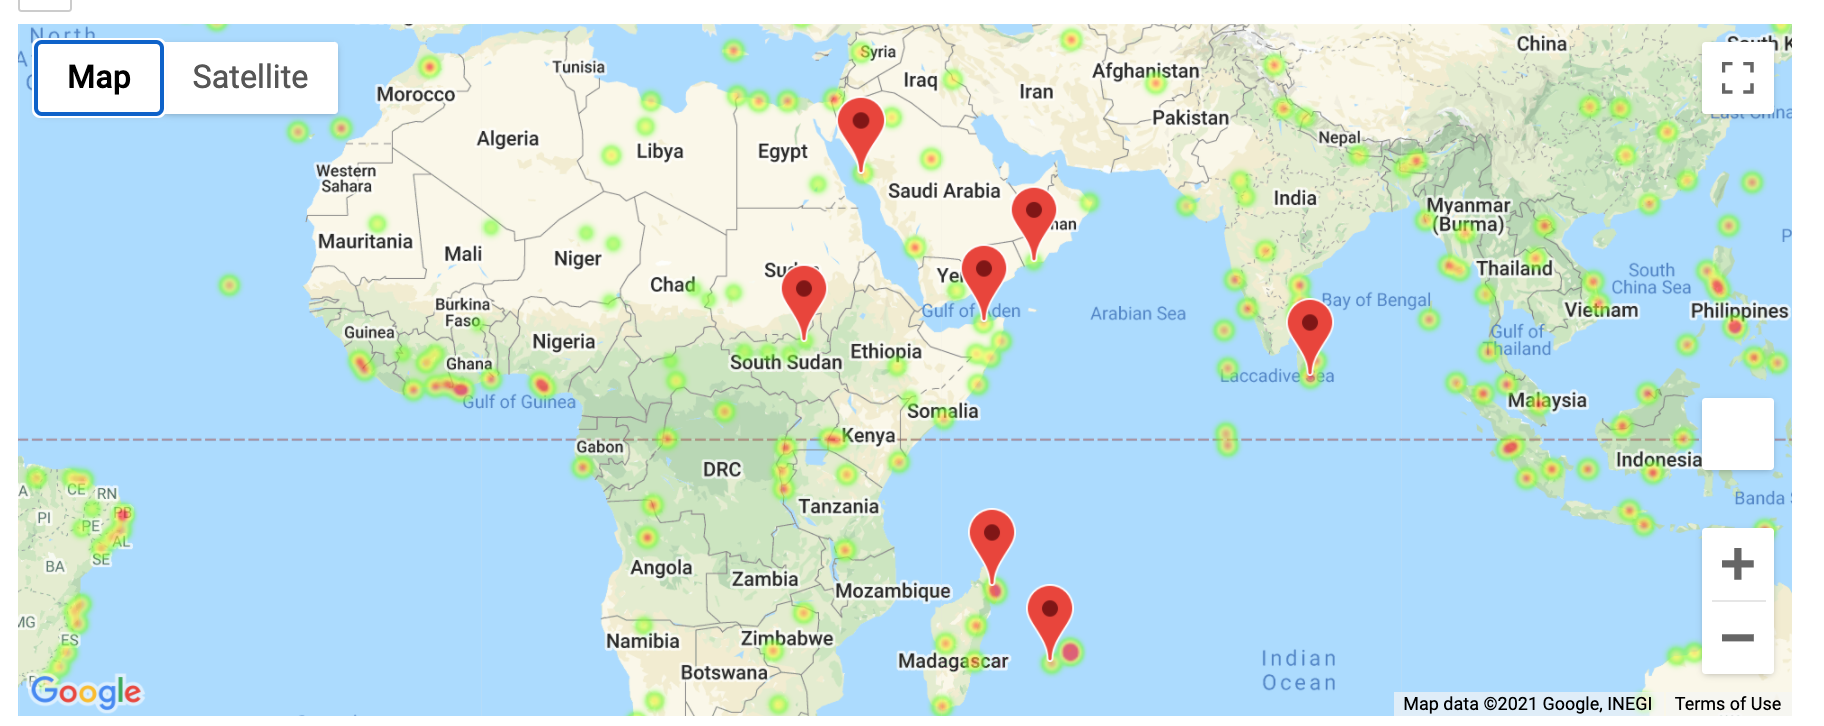 North
Map
Satellite
Syria
China
South K
Tunisia
Iraq
Afghanistan
Iran
Morocco
Pakistan
East China
Algeria
Libya
Egypt
Nepal
Western
Sahara
Saudi Arabia
India
Myanmar
(Burma)
Mauritania
Mali
Niger
Chad
Thailand
South
China Sea
Burkina
Faso
Gulf of Aden
Arabian Sea
Bay of Bengal
Vietnam
Philippines
Guinea
Nigeria
Ghana
South Sudan
Ethiopia
Gulf of
Thailand
Gulf of Guinea
Laccadive Sea
Malaysia
Somalia
Kenya
Gabon
DRC
Indonesia
CE
RN
PI
PE
PB
AL
SE
BA
Tanzania
Banda S
Angola
Zambia
Mozambique
MG
ES
Namibia
Zimbabwe
Botswana
Madagascar
Indian
Ocean
Google
Map data ©2021 Google, INEGI
Terms of Use